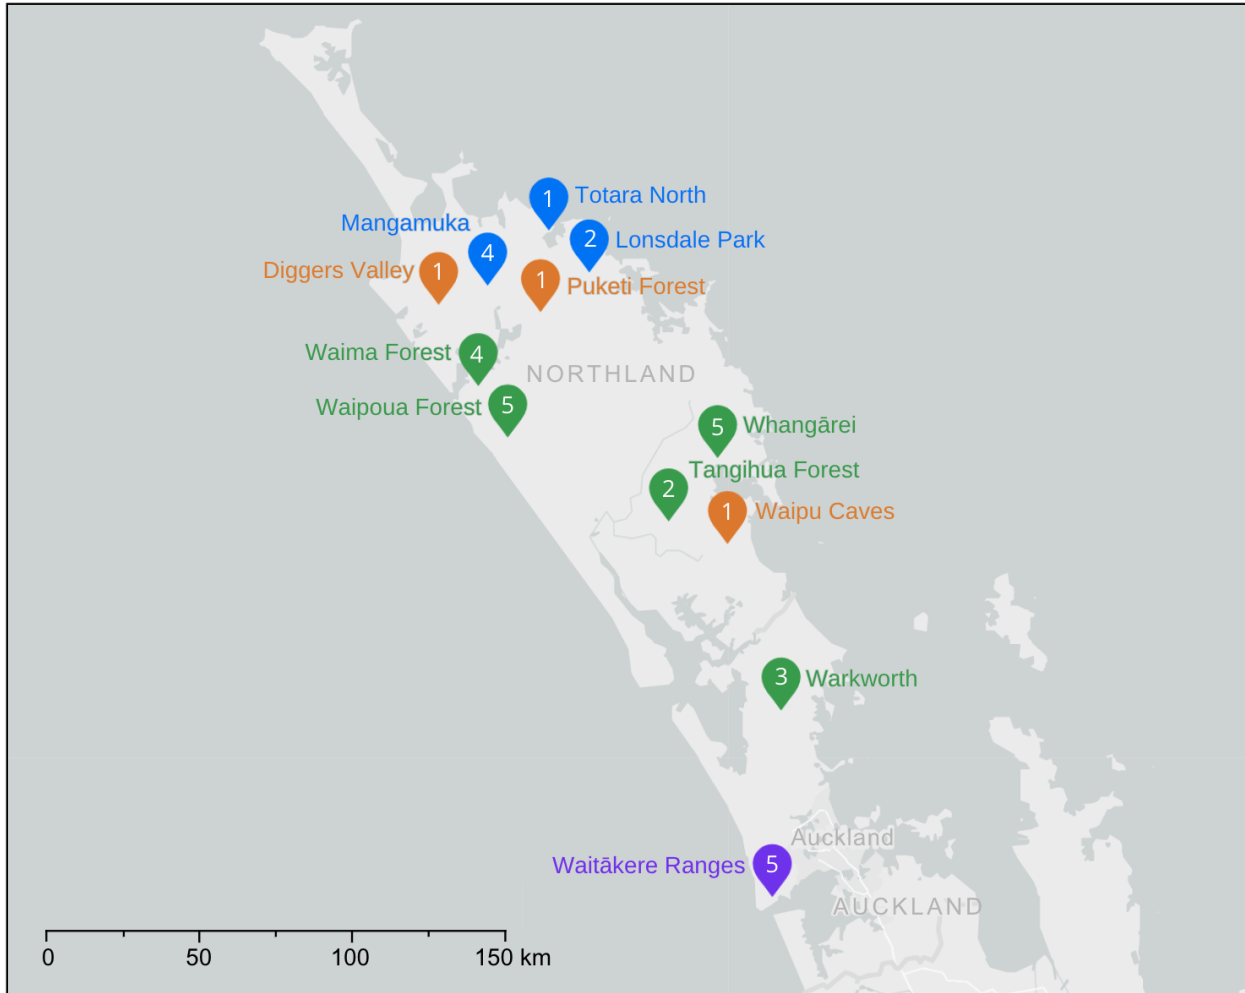 1 Totara North
Mangamuka
2 Lonsdale Park
4
Diggers Valley 1
1 Puketi Forest
Waima Forest 4
NORTHLAND
Waipoua Forest 5
5 Whangārei
Tangihua Forest
2
1 Waipu Caves
3 Warkworth
Auckland
Waitākere Ranges 5
AUCKLAND
0 50 100 150 km